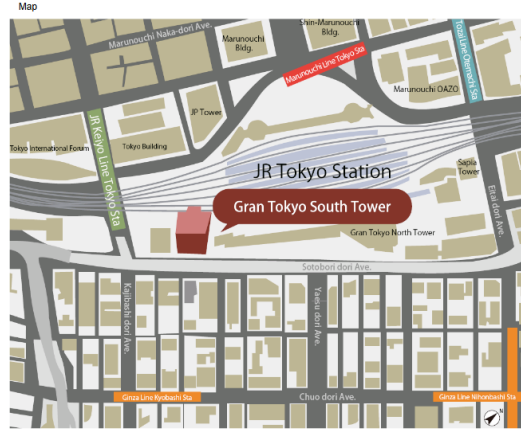 Map
Marunouchi Naka-dori Ave.
Marunouchi
Bldg.
Shin-Marunouchi
Bldg.
Tozai Line Otemachi Sta
Marunouchi Line Tokyo Sta
Marunouchi OAZO
JP Tower
JR Keiyo Line Tokyo Sta
Tokyo International Forum
Tokyo Building
JR Tokyo Station
Sapia
Tower
Gran Tokyo South Tower
Eitai dori Ave.
Gran Tokyo North Tower
Sotobori dori Ave.
Kajibashi dori Ave.
Yaesu dori Ave.
Ginza Line Kyobashi Sta
Chuo dori Ave.
Ginza Line Nihonbashi Sta
N